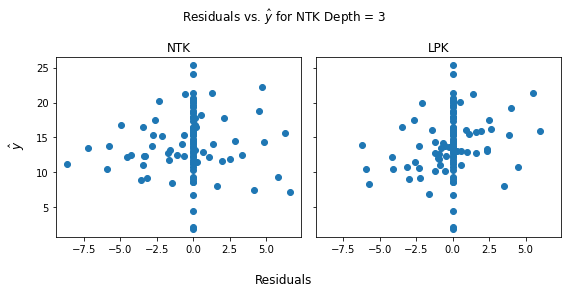 Residuals vs. ŷ for NTK Depth = 3
NTK LPK
25
20
15
10
5
ŷ
−7.5 −5.0 −2.5 0.0 2.5 5.0 −7.5 −5.0 −2.5 0.0 2.5 5.0
Residuals